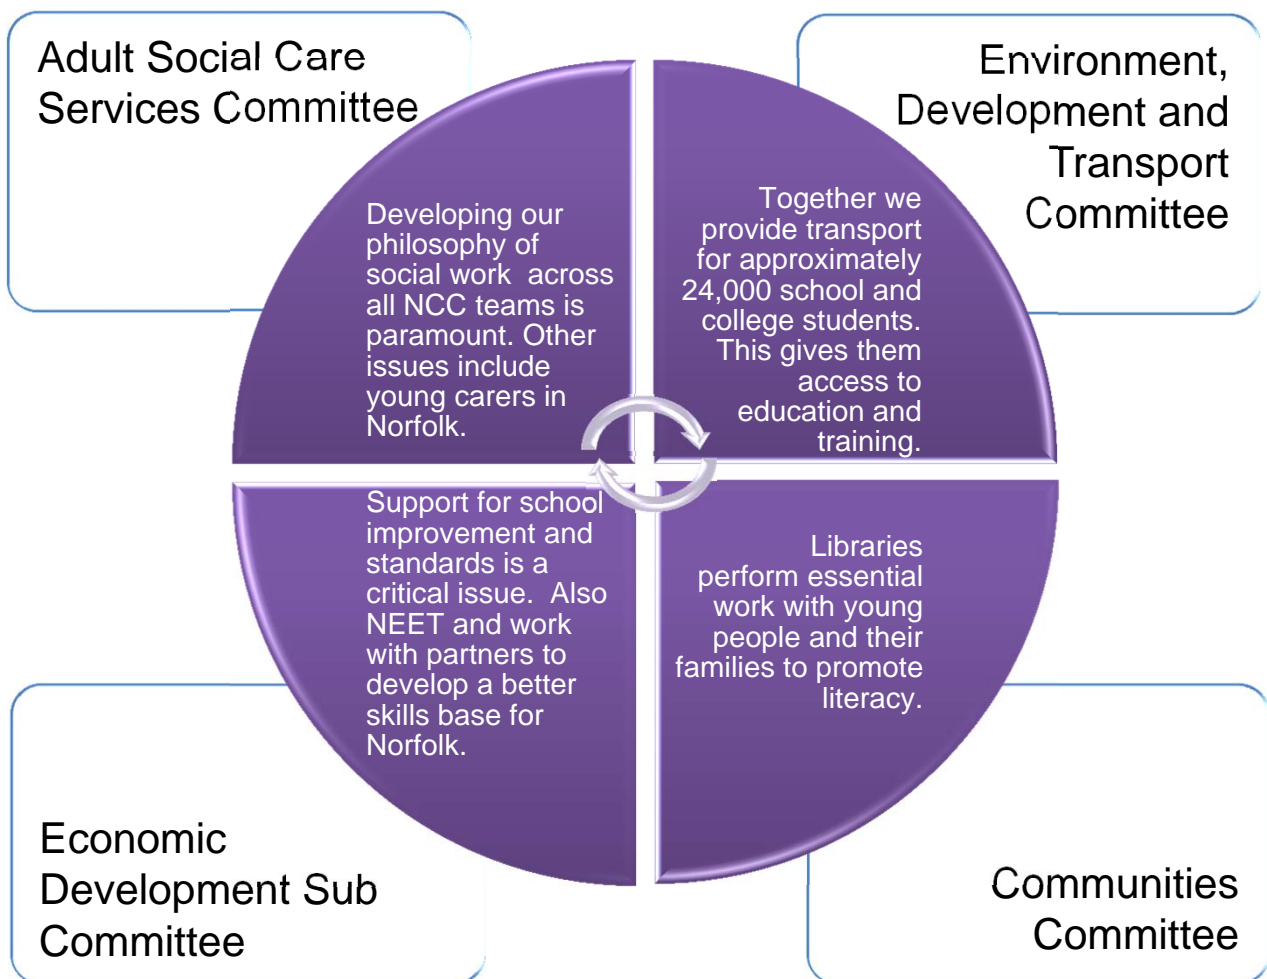 Adult Social Care
Services Committee
Developing our
philosophy of
social work  across
all NCC teams is
paramount. Other
issues include
young carers in
Norfolk.
Environment,
Development and
Transport
Committee
Together we
provide transport
for approximately
24,000 school and
college students.
This gives them
access to
education and
training.
Support for school
improvement and
standards is a
critical issue.  Also
NEET and work
with partners to
develop a better
skills base for
Norfolk.
Economic
Development Sub
Committee
Libraries
perform essential
work with young
people and their
families to promote
literacy.
Communities
Committee